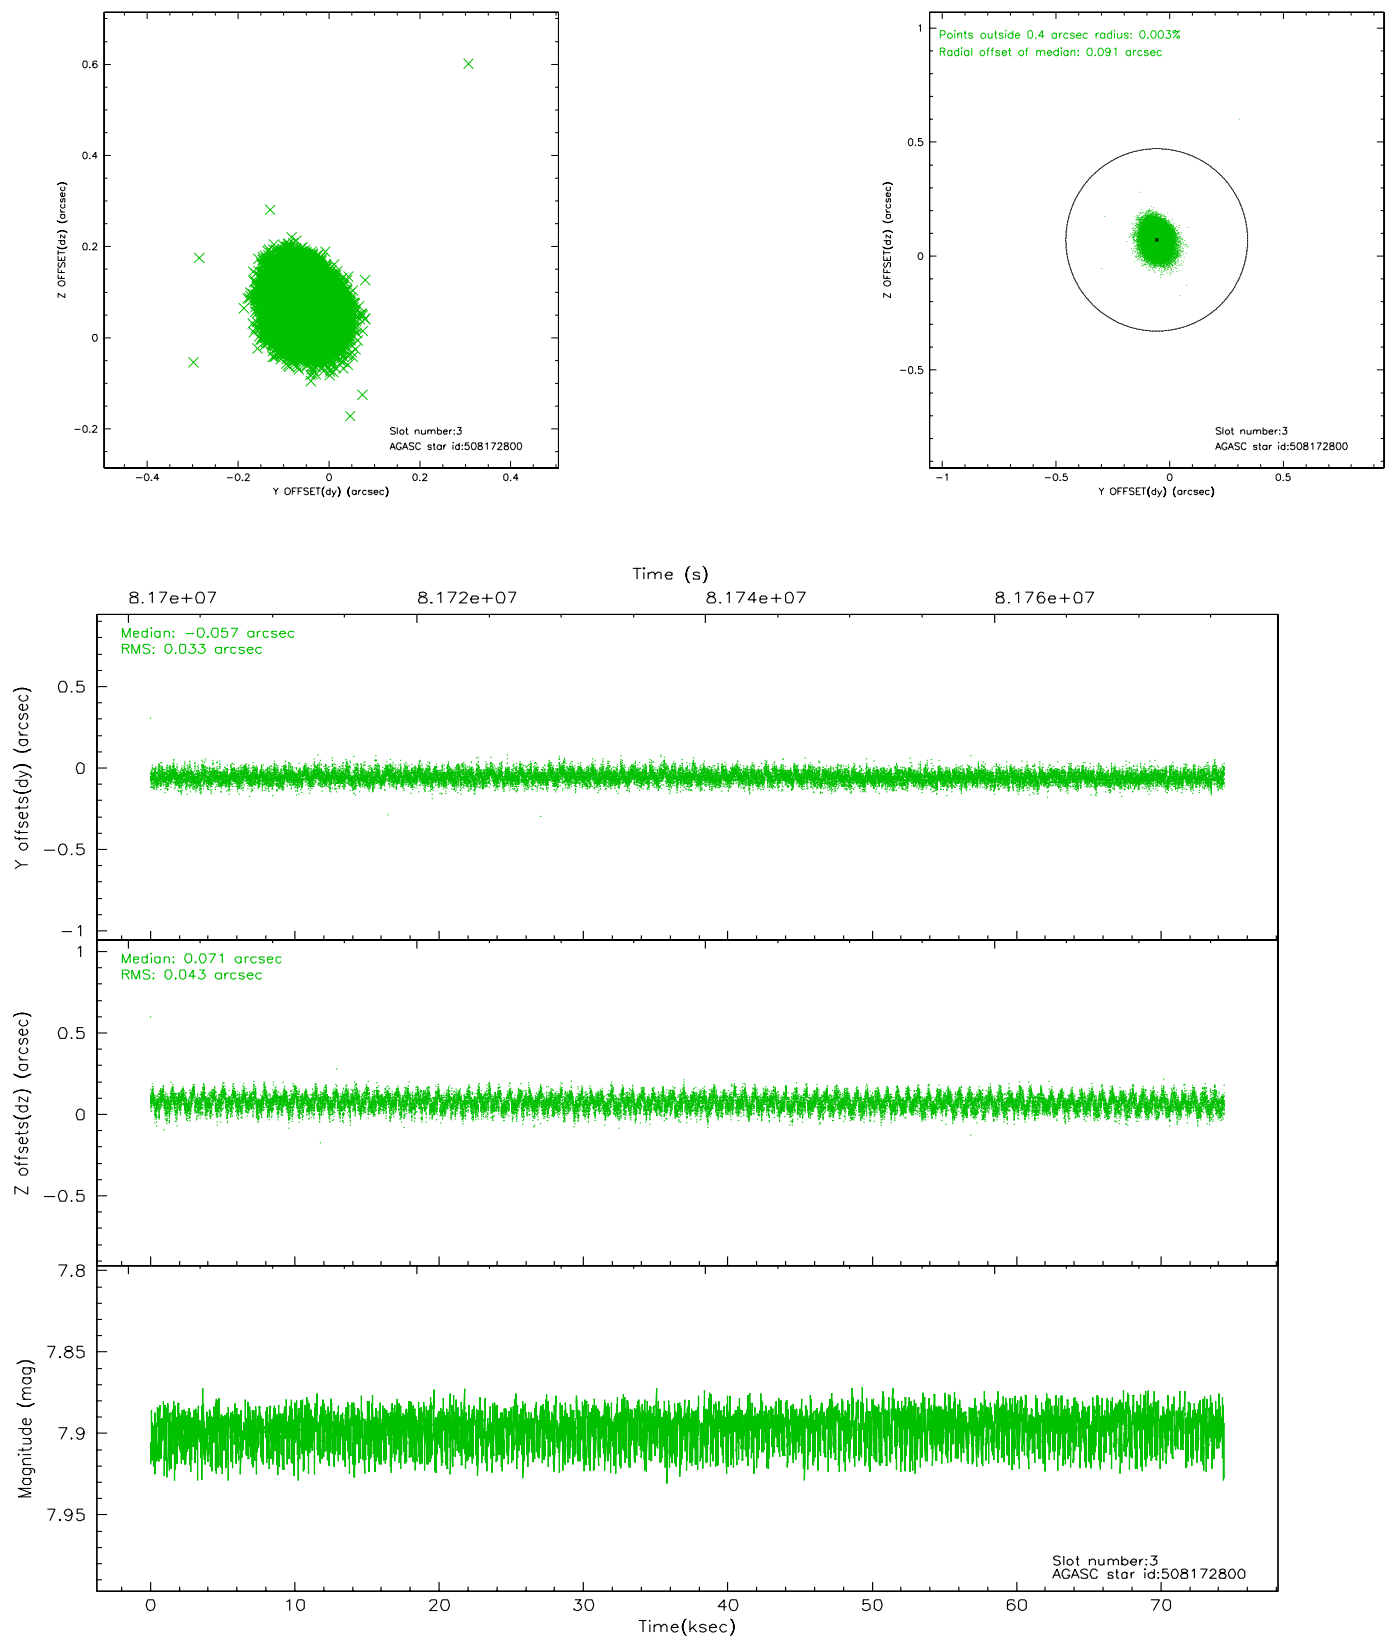 0.6
0.4
0.2
0
−0.2
Z OFFSET(dz) (arcsec)
Slot number:3
AGASC star id:508172800
−0.4 −0.2 0 0.2 0.4
Y OFFSET(dy) (arcsec)
Points outside 0.4 arcsec radius: 0.003%
Radial offset of median: 0.091 arcsec
1
0.5
0
−0.5
Z OFFSET(dz) (arcsec)
Slot number:3
AGASC star id:508172800
−1 −0.5 0 0.5
Y OFFSET(dy) (arcsec)
Time (s)
8.17e+07 8.172e+07 8.174e+07 8.176e+07
Median: −0.057 arcsec
RMS: 0.033 arcsec
0.5
0
−0.5
−1
Y offsets(dy) (arcsec)
Median: 0.071 arcsec
RMS: 0.043 arcsec
1
0.5
0
−0.5
Z offsets(dz) (arcsec)
7.8
7.85
7.9
7.95
Magnitude (mag)
Slot number:3
AGASC star id:508172800
0 10 20 30 40 50 60 70
Time(ksec)